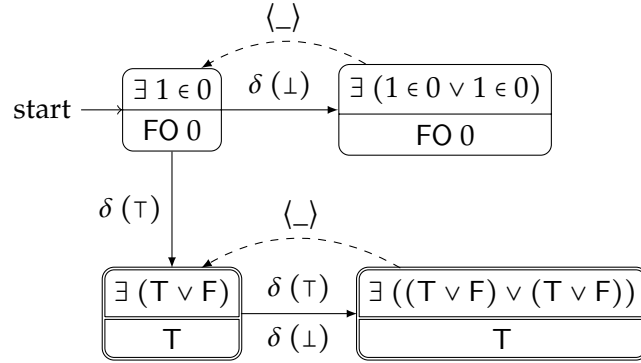 ⟨_⟩
∃ 1 ∈ 0
FO 0
start
δ (⊥)
∃ (1 ∈ 0 ∨ 1 ∈ 0)
FO 0
δ (⊤)
⟨_⟩
∃ (T ∨ F)
T
δ (⊤)
δ (⊥)
∃ ((T ∨ F) ∨ (T ∨ F))
T